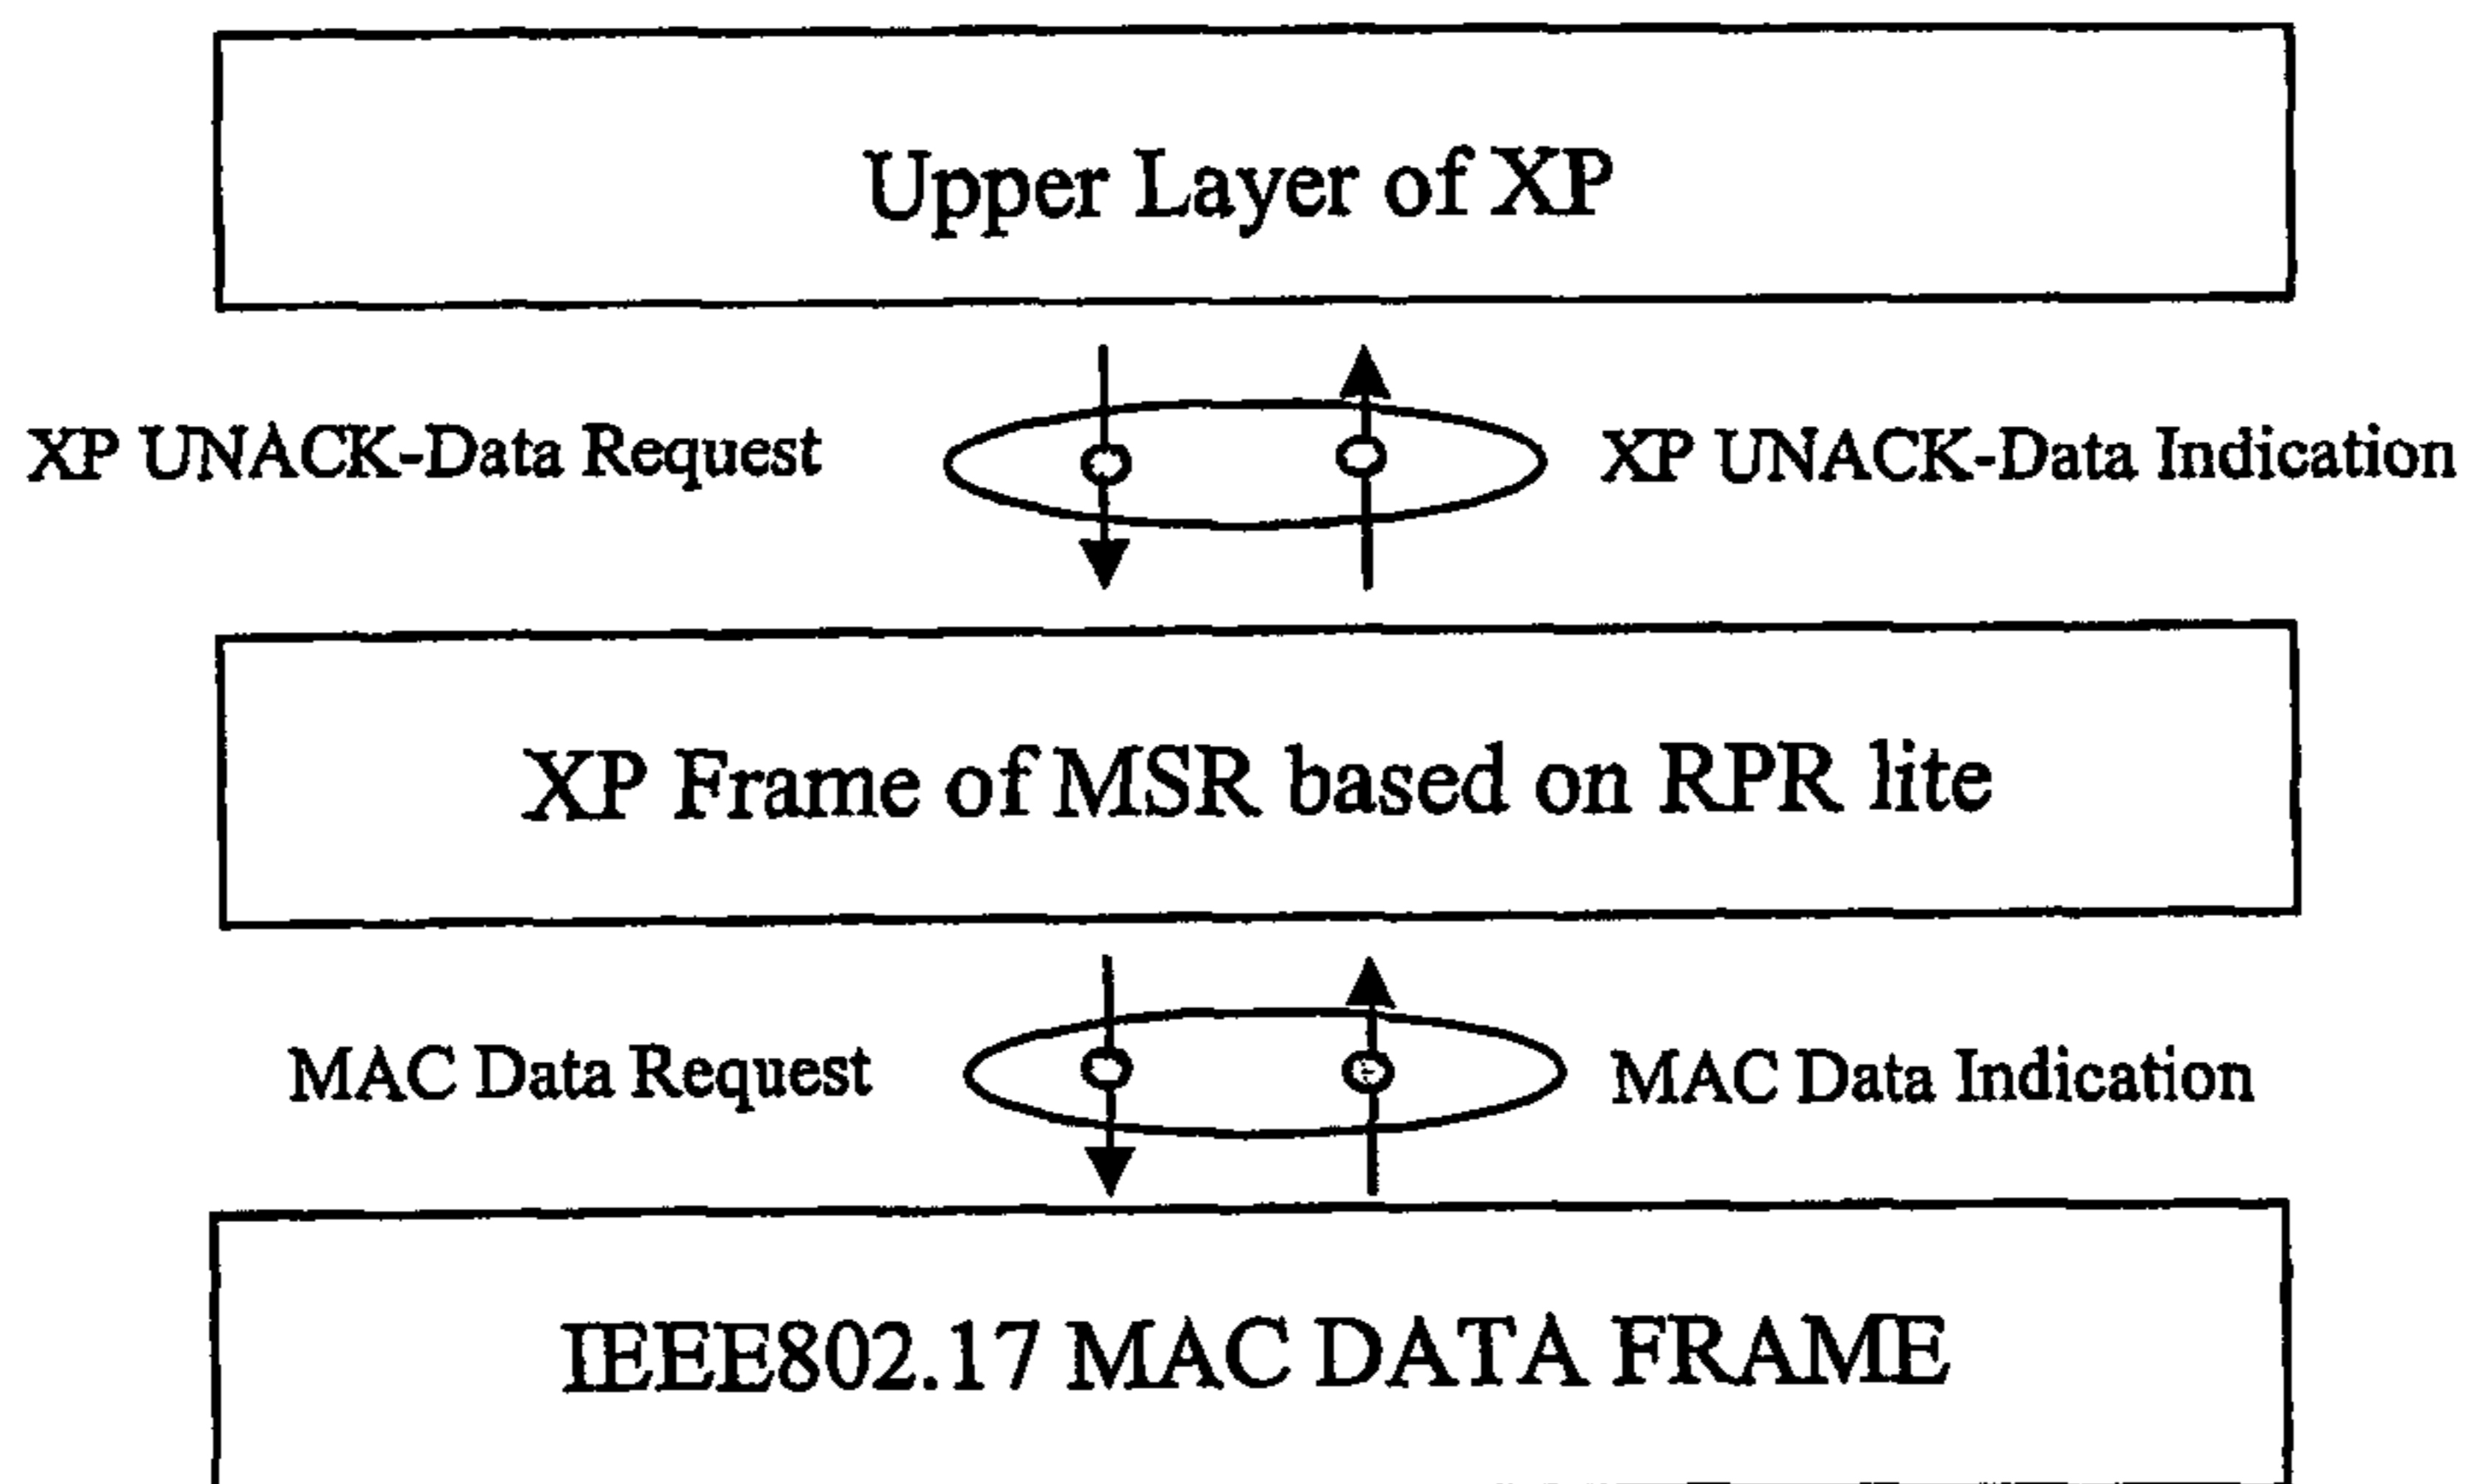 Upper Layer of XP
XP UNACK-Data Request
XP UNACK-Data Indication
XP Frame of MSR based on RPR lite
MAC Data Request
MAC Data Indication
IEEE802.17 MAC DATA FRAME